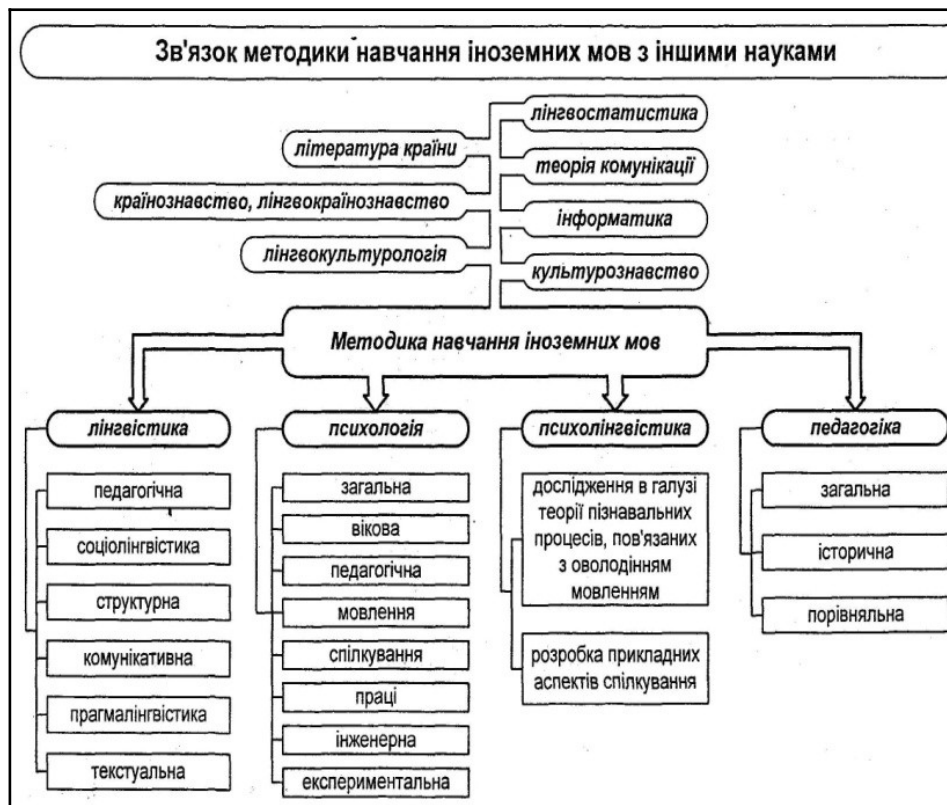 Зв'язок методики навчання іноземних мов з іншими науками
лінгвостатистика
література країни
теорія комунікації
країнознавство, лінгвокраїнознавство
інформатика
лінгвокультурологія
культурознавство
Методика навчання іноземних мов
лінгвістика
педагогічна
соціолінгвістика
структурна
комунікативна
прагмалінгвістика
текстуальна
психологія
загальна
вікова
педагогічна
мовлення
спілкування
праці
інженерна
експериментальна
психолінгвістика
дослідження в галузі
теорії пізнавальних
процесів, пов'язаних
з оволодінням
мовленням
розробка прикладних
аспектів спілкування
педагогіка
загальна
історична
порівняльна